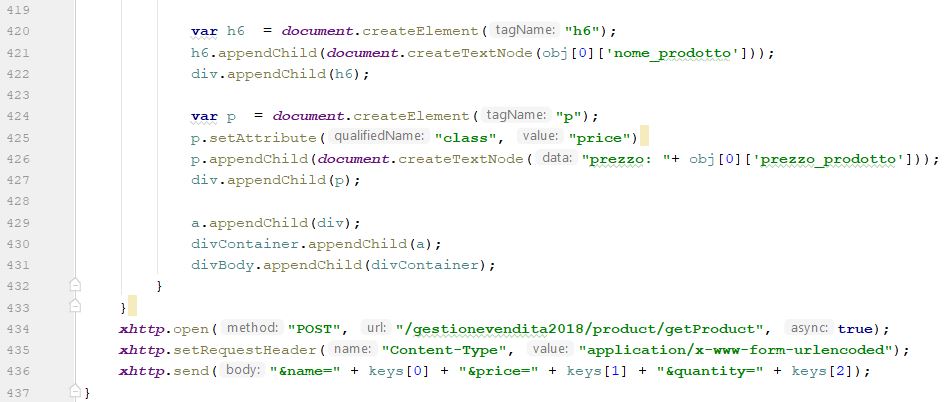 419
420 var h6 = document.createElement( tagName: "h6");
421 h6.appendChild(document.createTextNode(obj[0]['nome_prodotto']));
422 div.appendChild(h6);
423
424 var p = document.createElement( tagName: "p");
425 p.setAttribute( qualifiedName: "class", value: "price")
426 p.appendChild(document.createTextNode( data: "prezzo: "+ obj[0]['prezzo_prodotto']));
427 div.appendChild(p);
428
429 a.appendChild(div);
430 divContainer.appendChild(a);
431 divBody.appendChild(divContainer);
432 }
433 }
434 xhttp.open( method: "POST", url: "/gestionevendita2018/product/getProduct", async: true);
435 xhttp.setRequestHeader( name: "Content-Type", value: "application/x-www-form-urlencoded");
436 xhttp.send( body: "&name=" + keys[0] + "&price=" + keys[1] + "&quantity=" + keys[2]);
437 }